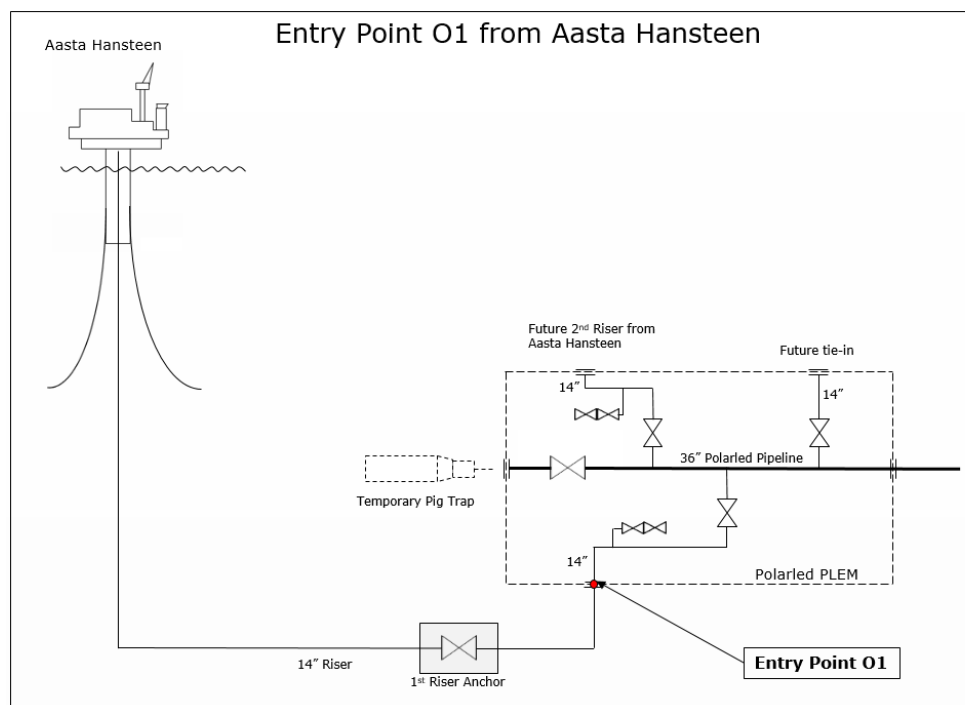 Entry Point O1 from Aasta Hansteen
Aasta Hansteen
Future 2nd Riser from
Aasta Hansteen
Future tie-in
14”
14”
36” Polarled Pipeline
Temporary Pig Trap
14”
Polarled PLEM
14” Riser
1st Riser Anchor
Entry Point O1